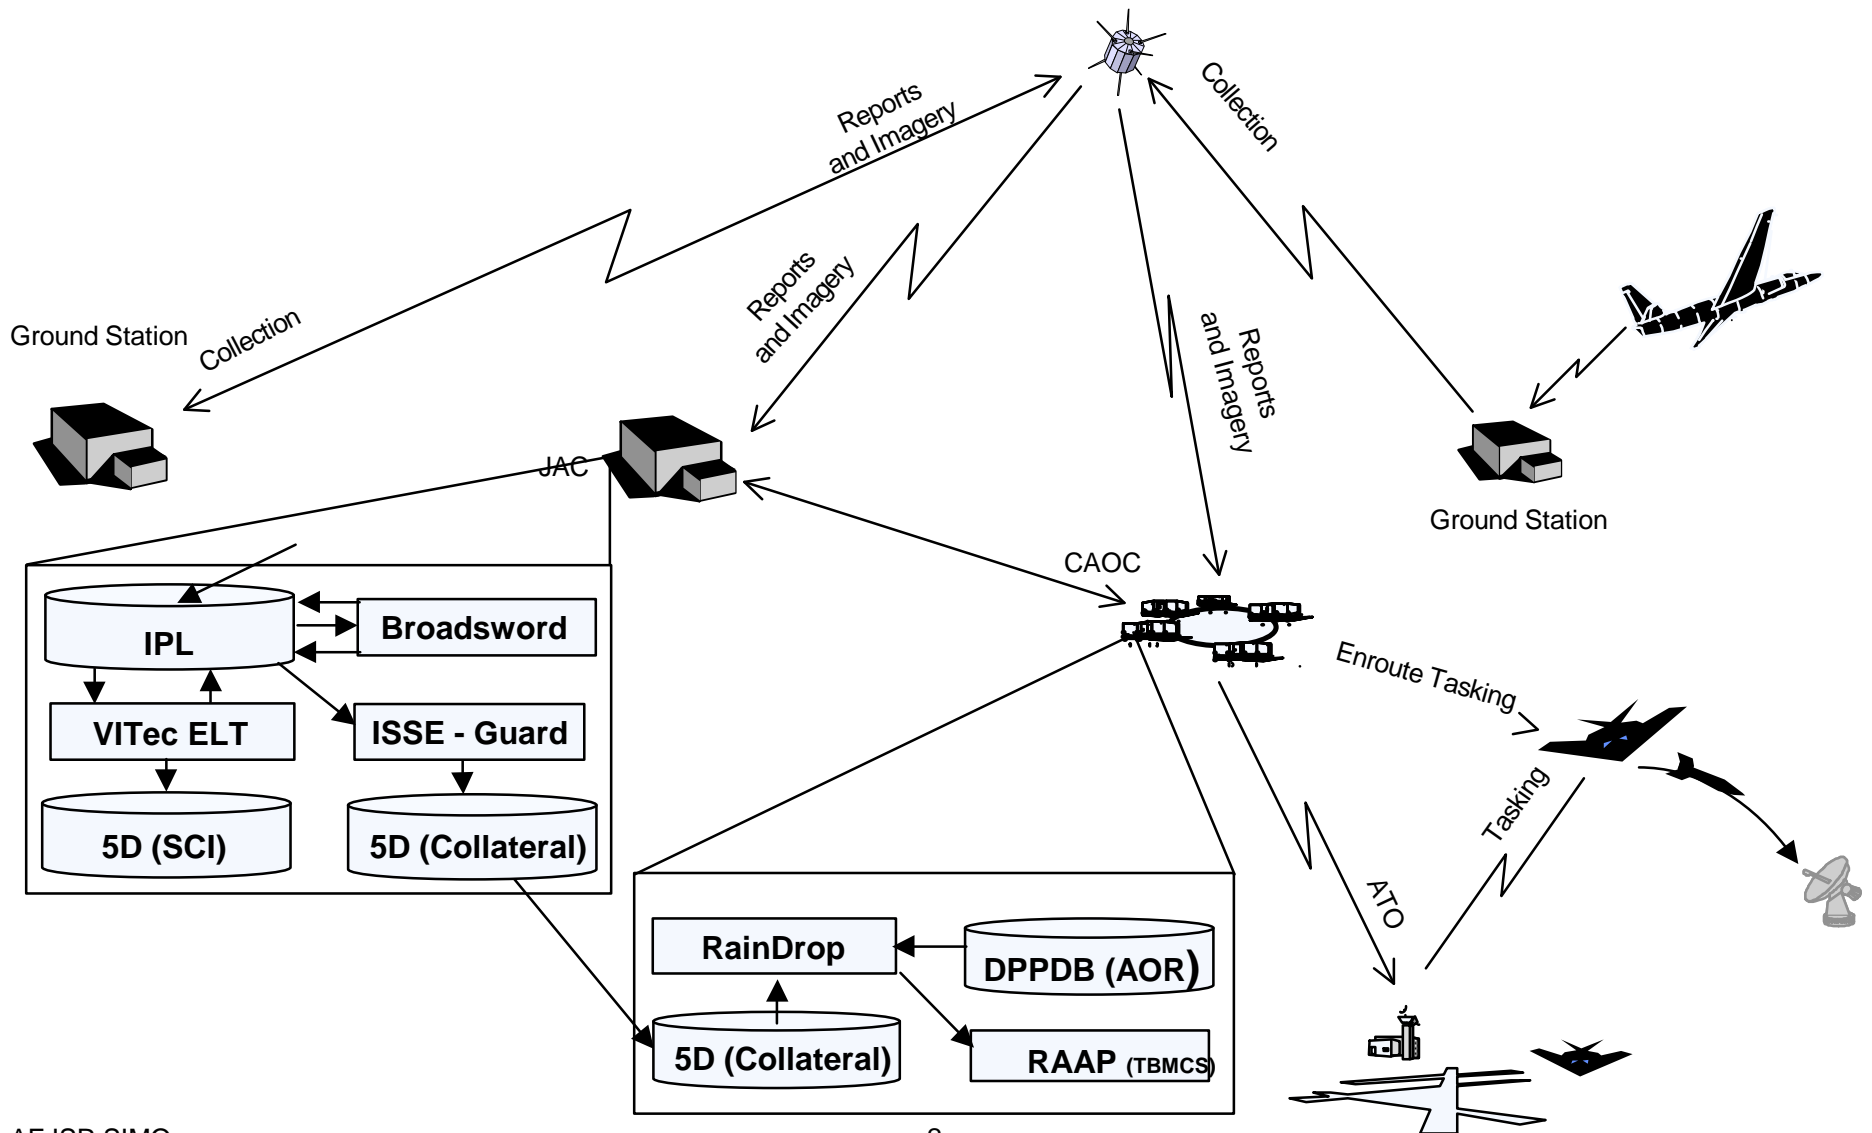 Collection
Reports
and Imagery
Reports
and Imagery
Ground Station
Collection
Reports
and Imagery
JAC
Ground Station
CAOC
IPL
Broadsword
Enroute Tasking
VITec ELT
ISSE - Guard
Tasking
5D (SCI)
5D (Collateral)
ATO
RainDrop
DPPDB (AOR)
5D (Collateral)
RAAP (TBMCS)